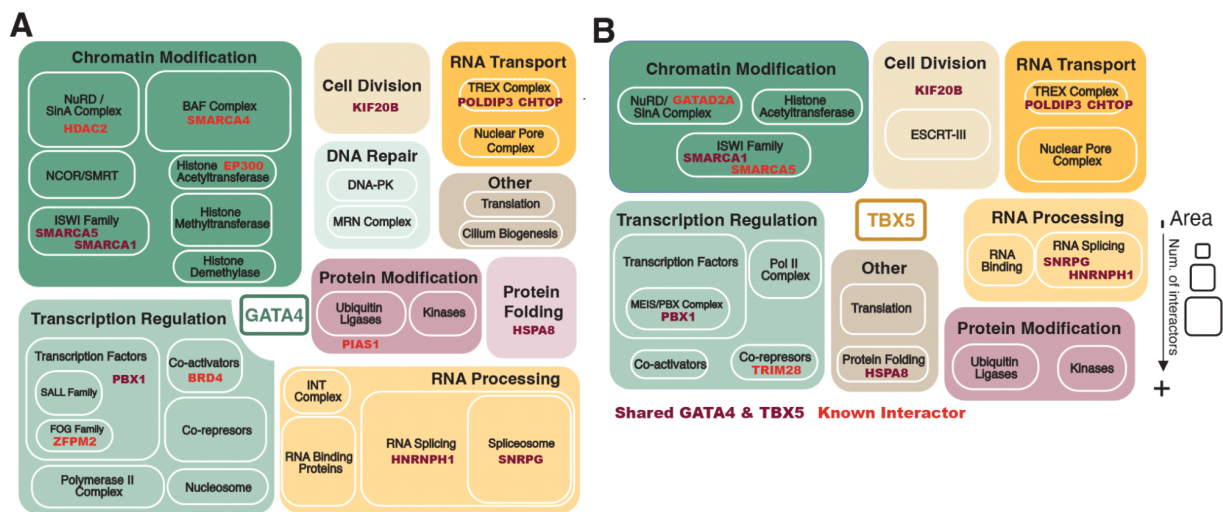 A
Chromatin Modification
NuRD/
SinA Complex
HDAC2
BAF Complex
SMARCA4
NCOR/SMRT
Histone EP300
Acetyltransferase
ISWI Family
SMARCA5
SMARCA1
Histone
Methyltransferase
Histone
Demethylase
Cell Division
KIF20B
RNA Transport
TREX Complex
POLDIP3 CHTOP
Nuclear Pore
Complex
DNA Repair
DNA-PK
MRN Complex
Other
Translation
Cilium Biogenesis
Transcription Regulation
GATA4
Transcription Factors
PBX1
SALL Family
FOG Family
ZFPM2
Co-activators
BRD4
Co-represors
Polymerase II
Complex
Nucleosome
Protein Modification
Ubiquitin
Ligases
PIAS1
Kinases
Protein
Folding
HSPA8
RNA Processing
INT
Complex
RNA Binding
Proteins
RNA Splicing
HNRNPH1
Spliceosome
SNRPG
B
Chromatin Modification
NuRD/ GATAD2A
SinA Complex
Histone
Acetyltransferase
ISWI Family
SMARCA1
SMARCA5
Cell Division
KIF20B
ESCRT-III
RNA Transport
TREX Complex
POLDIP3 CHTOP
Nuclear Pore
Complex
Transcription Regulation
Transcription Factors
MEIS/PBX Complex
PBX1
Pol II
Complex
Co-activators
Co-represors
TRIM28
TBX5
Other
Translation
Protein Folding
HSPA8
RNA Processing
RNA
Binding
RNA Splicing
SNRPG
HNRNPH1
Protein Modification
Ubiquitin
Ligases
Kinases
- Area
Num. of interactors
+
Shared GATA4 & TBX5 Known Interactor